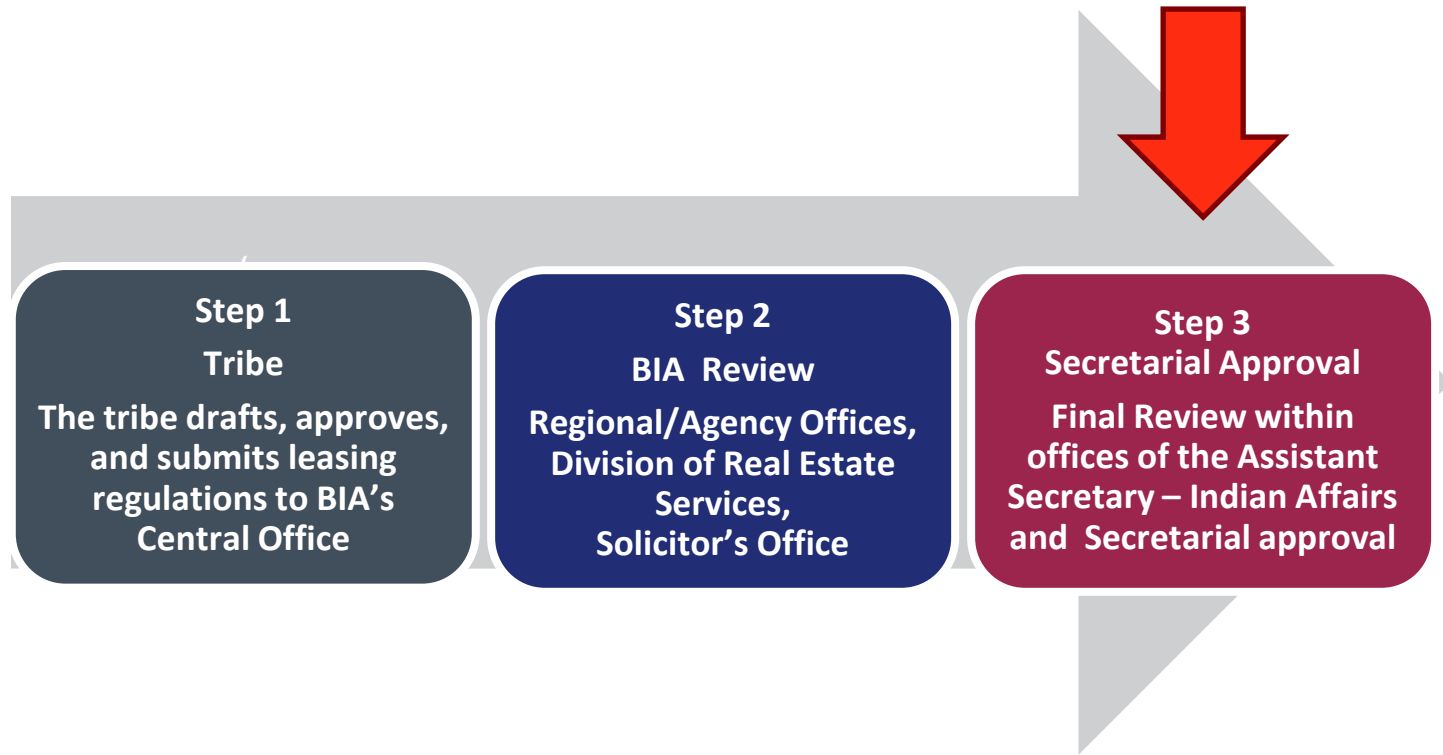 Step 1
Tribe
The tribe drafts, approves,
and submits leasing
regulations to BIA's
Central Office
Step 2
BIA Review
Regional/Agency Offices,
Division of Real Estate
Services,
Solicitor's Office
Step 3
Secretarial Approval
Final Review within
offices of the Assistant
Secretary – Indian Affairs
and Secretarial approval